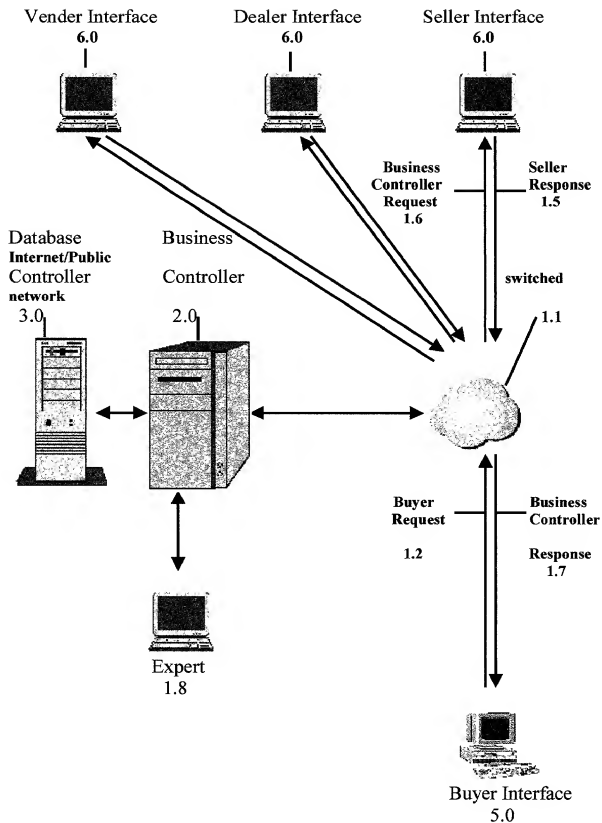 Vender Interface
6.0
Dealer Interface
6.0
Seller Interface
6.0
Business
Controller
Request
1.6
Seller
Response
1.5
Database
Internet/Public
Controller
network
3.0
Business
Controller
2.0
switched
1.1
Buyer
Request
1.2
Business
Controller
Response
1.7
Expert
1.8
Buyer Interface
5.0